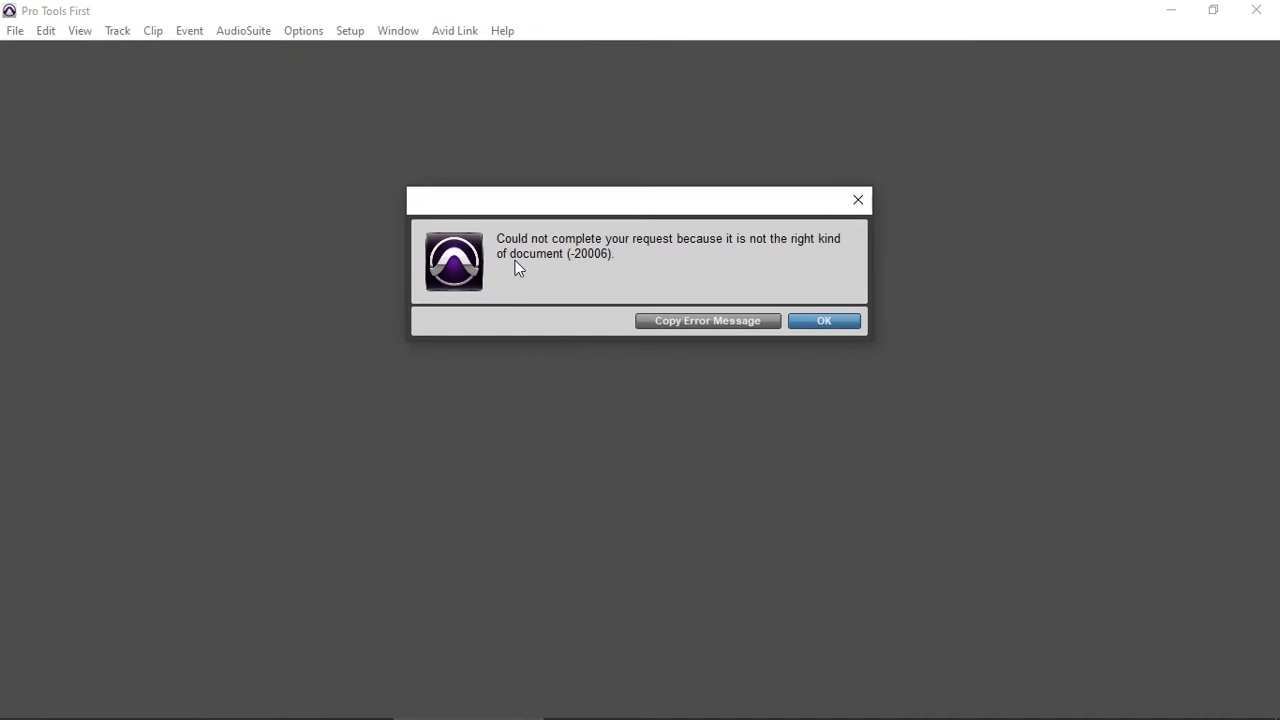 Pro Tools First
File Edit View Track Clip Event AudioSuite Options Setup Window Avid Link Help
Could not complete your request because it is not the right kind
of document (-20006).
Copy Error Message OK